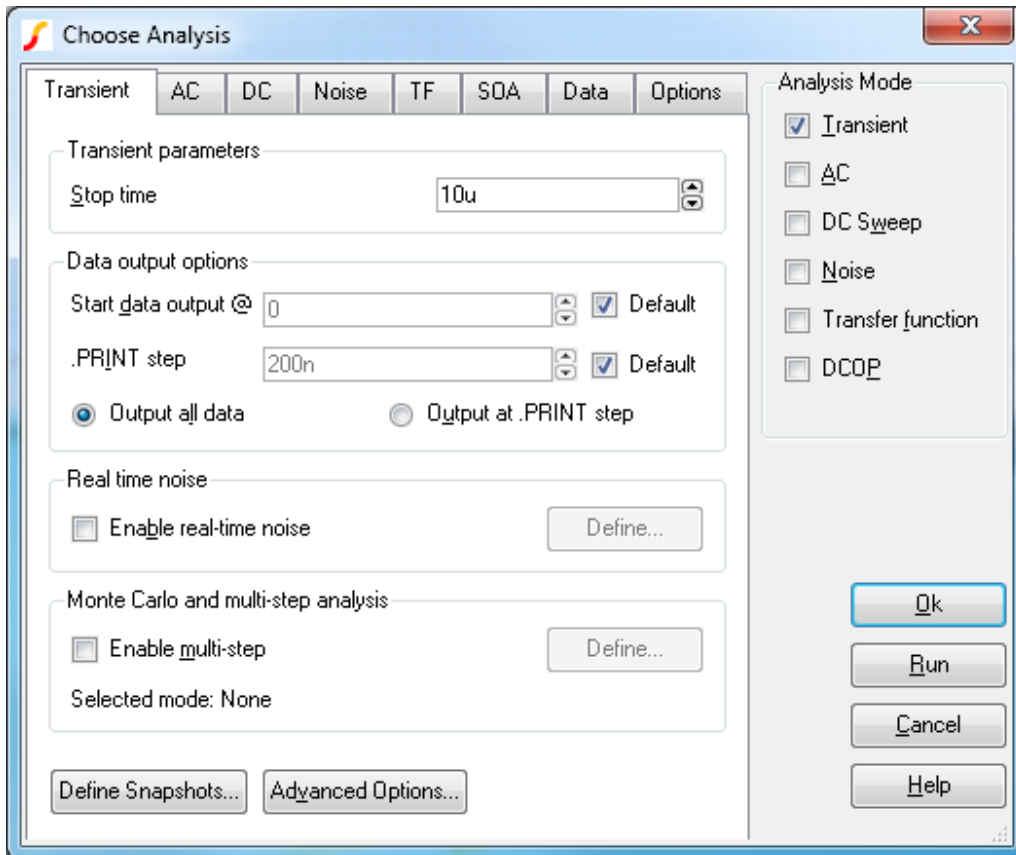 Choose Analysis
X
Transient AC DC Noise TF SOA Data Options
Transient parameters
Stop time 10u
Data output options
Start data output @ 0 Default
.PRINT step 200n Default
Output all data Output at .PRINT step
Real time noise
Enable real-time noise Define...
Monte Carlo and multi-step analysis
Enable multi-step Define...
Selected mode: None
Define Snapshots... Advanced Options...
Analysis Mode
Transient
AC
DC Sweep
Noise
Transfer function
DCOP
Ok
Run
Cancel
Help